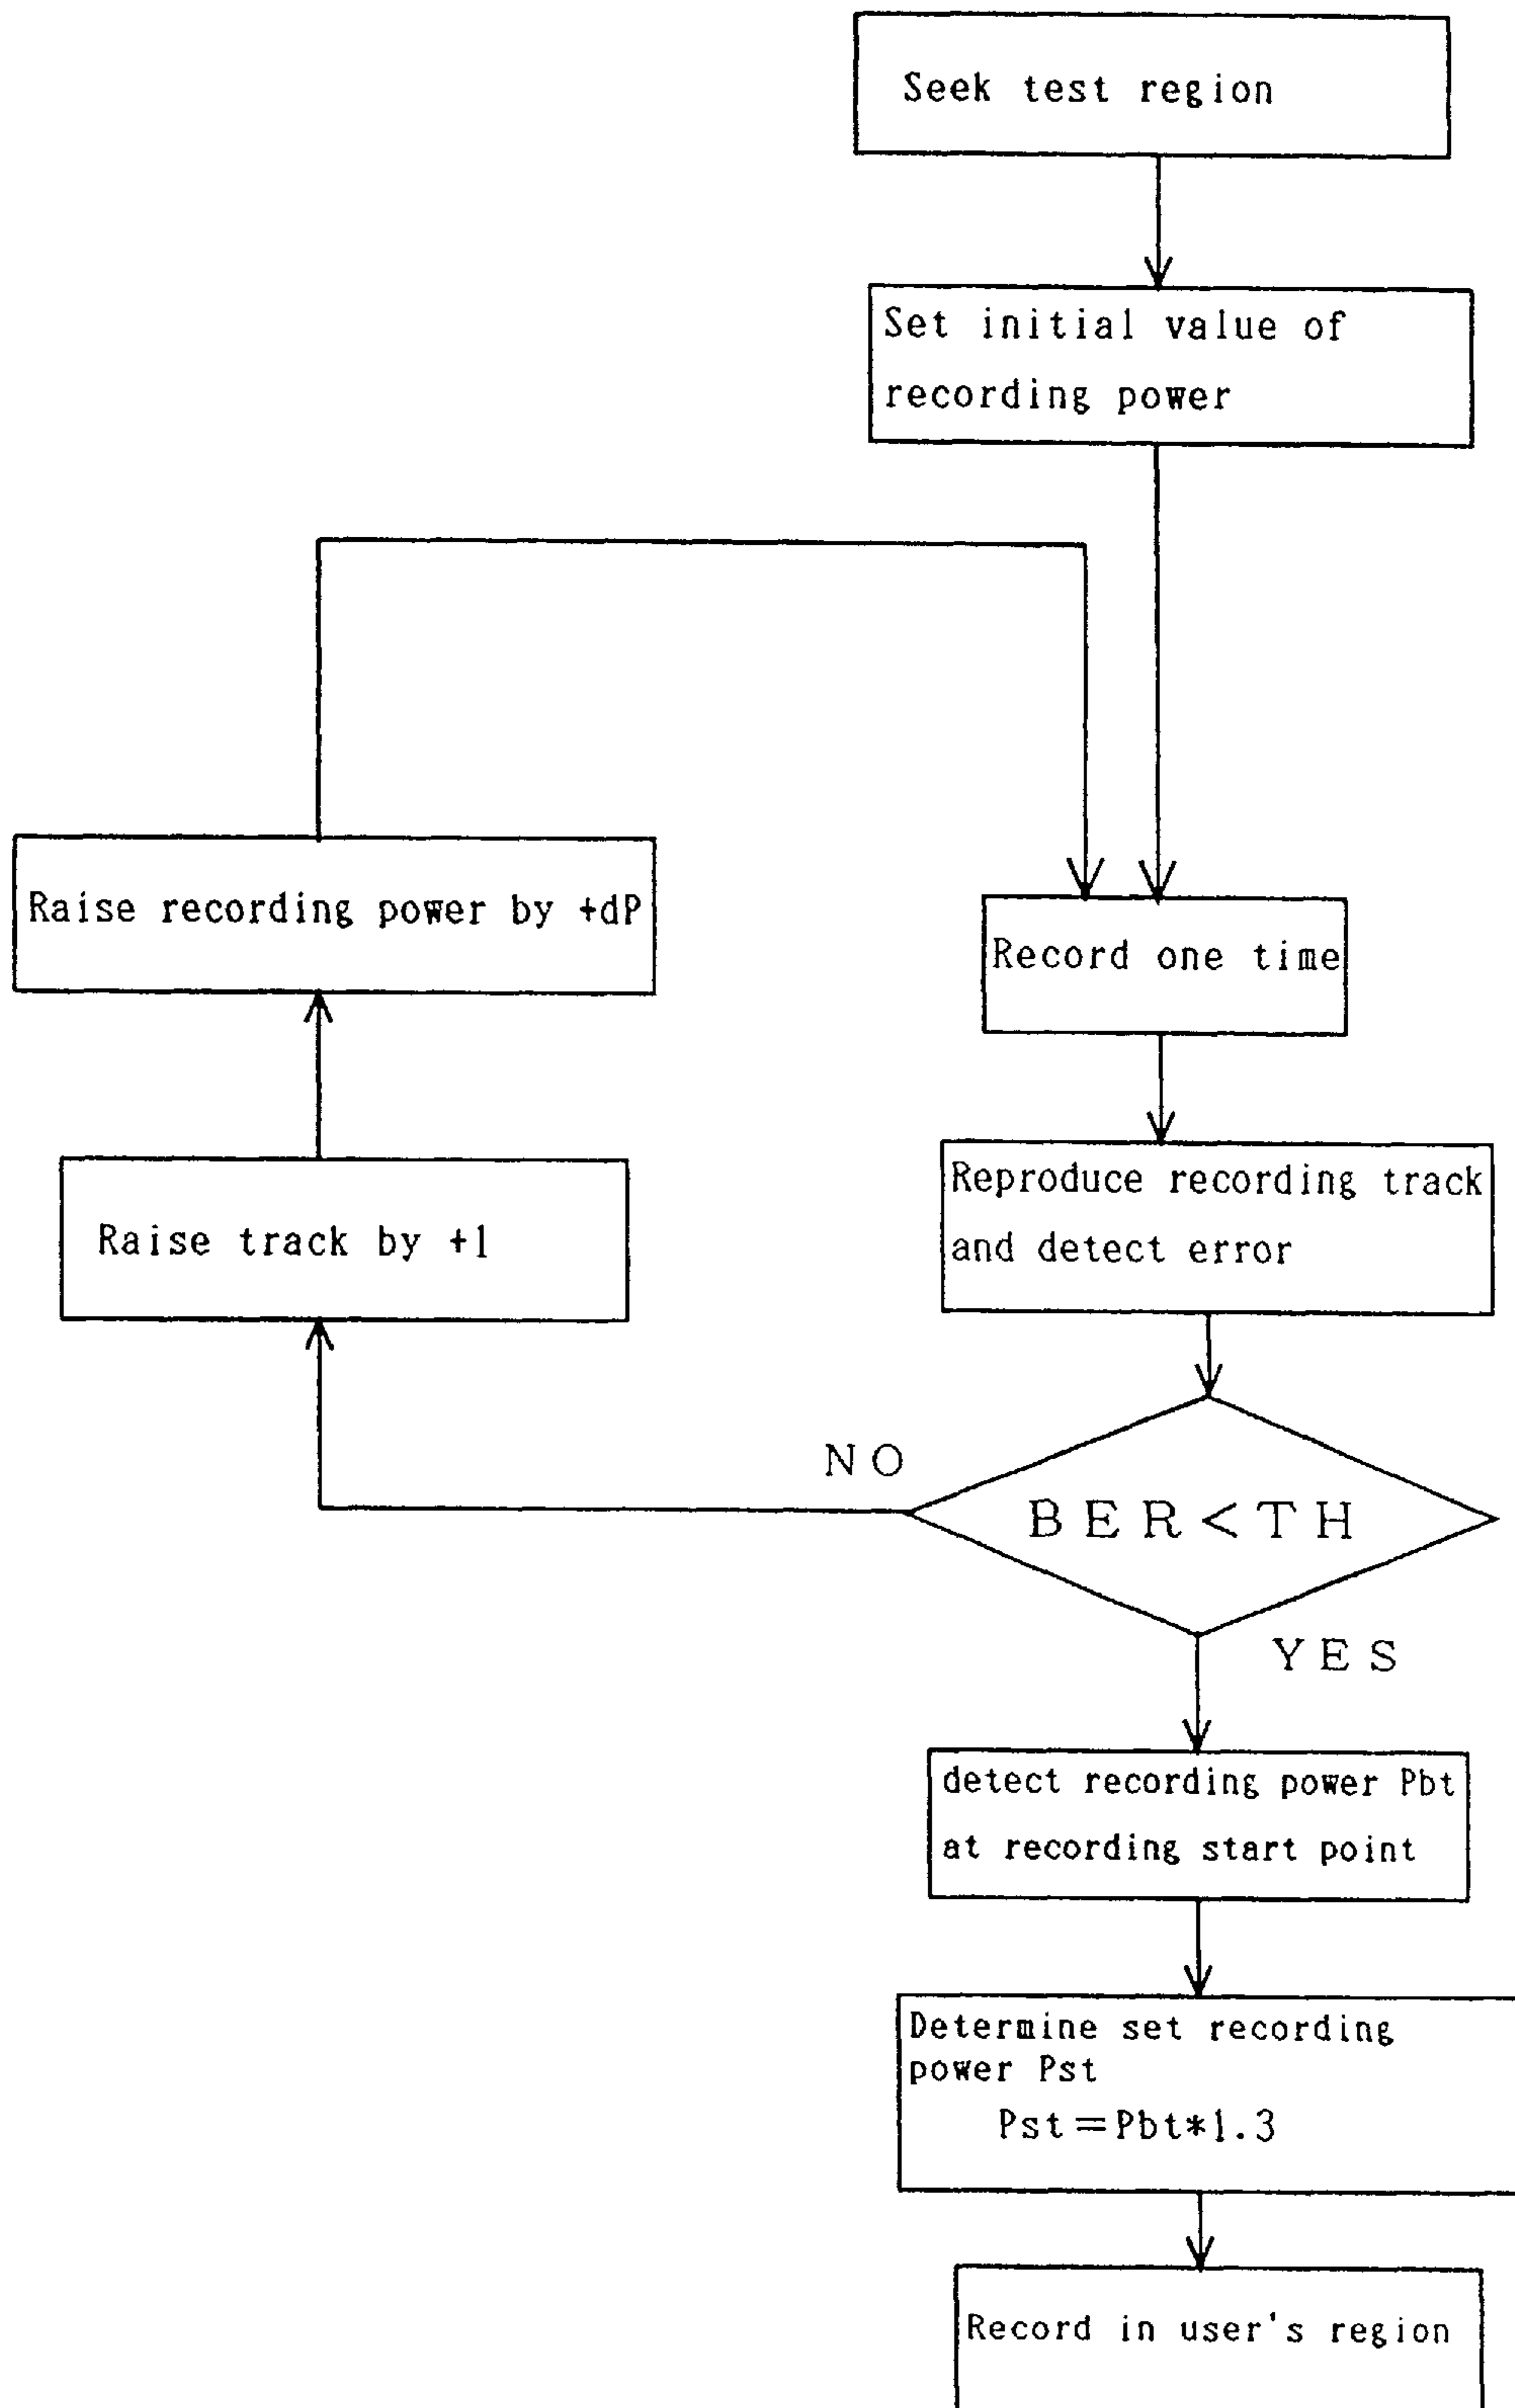 Seek test region
Set initial value of
recording power
Raise recording power by +dP
Record one time
Raise track by +1
Reproduce recording track
and detect error
NO
BER<TH
YES
detect recording power Pbt
at recording start point
Determine set recording
power Pst
Pst=Pbt*1.3
Record in user's region